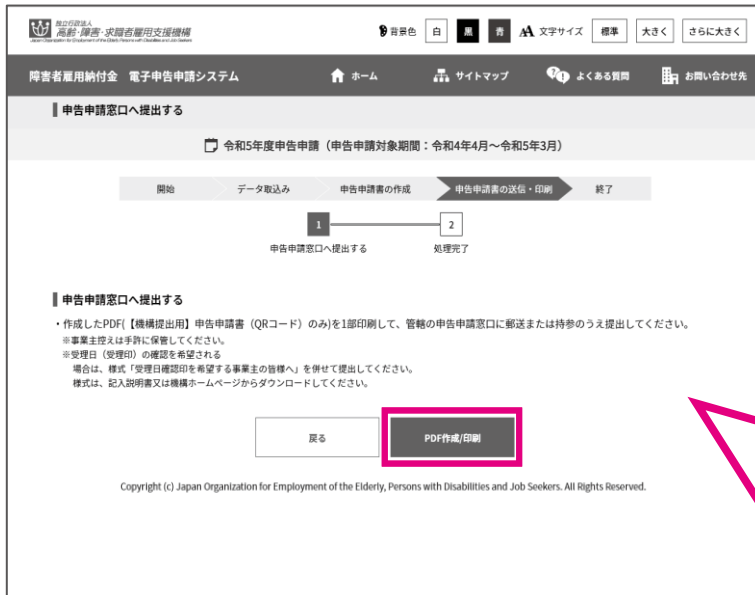 独立行政法人
高齢・障害・求職者雇用支援機構
Japan Organization for Employment of the Elderly, Persons with Disabilities and Job Seekers
背景色 白 黒 青 文字サイズ 標準 大きく さらに大きく
障害者雇用納付金 電子申告申請システム ホーム サイトマップ よくある質問 お問い合わせ先
申告申請窓口へ提出する
令和5年度申告申請（申告申請対象期間：令和4年4月～令和5年3月）
開始 データ取込み 申告申請書の作成 申告申請書の送信・印刷 終了
1 2
申告申請窓口へ提出する 処理完了
申告申請窓口へ提出する
・作成したPDF(【機構提出用】申告申請書（QRコード）のみ)を1部印刷して、管轄の申告申請窓口に郵送または持参のうえ提出してください。
※事業主控えは手許に保管してください。
※受理日（受理印）の確認を希望される
場合は、様式「受理日確認印を希望する事業主の皆様へ」を併せて提出してください。
様式は、記入説明書又は機構ホームページからダウンロードしてください。
戻る PDF作成/印刷
Copyright (c) Japan Organization for Employment of the Elderly, Persons with Disabilities and Job Seekers. All Rights Reserved.